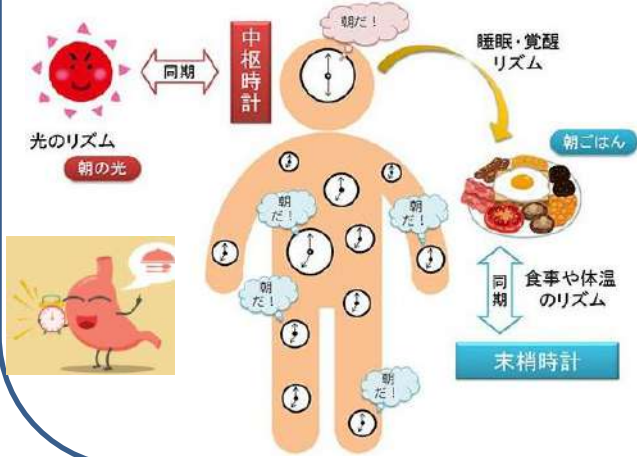 朝だ！
中枢時計
同期
光のリズム
朝の光
睡眠・覚醒
リズム
朝ごはん
朝
だ！
朝
だ！
朝
だ！
朝
だ！
同期
食事や体温
のリズム
末梢時計